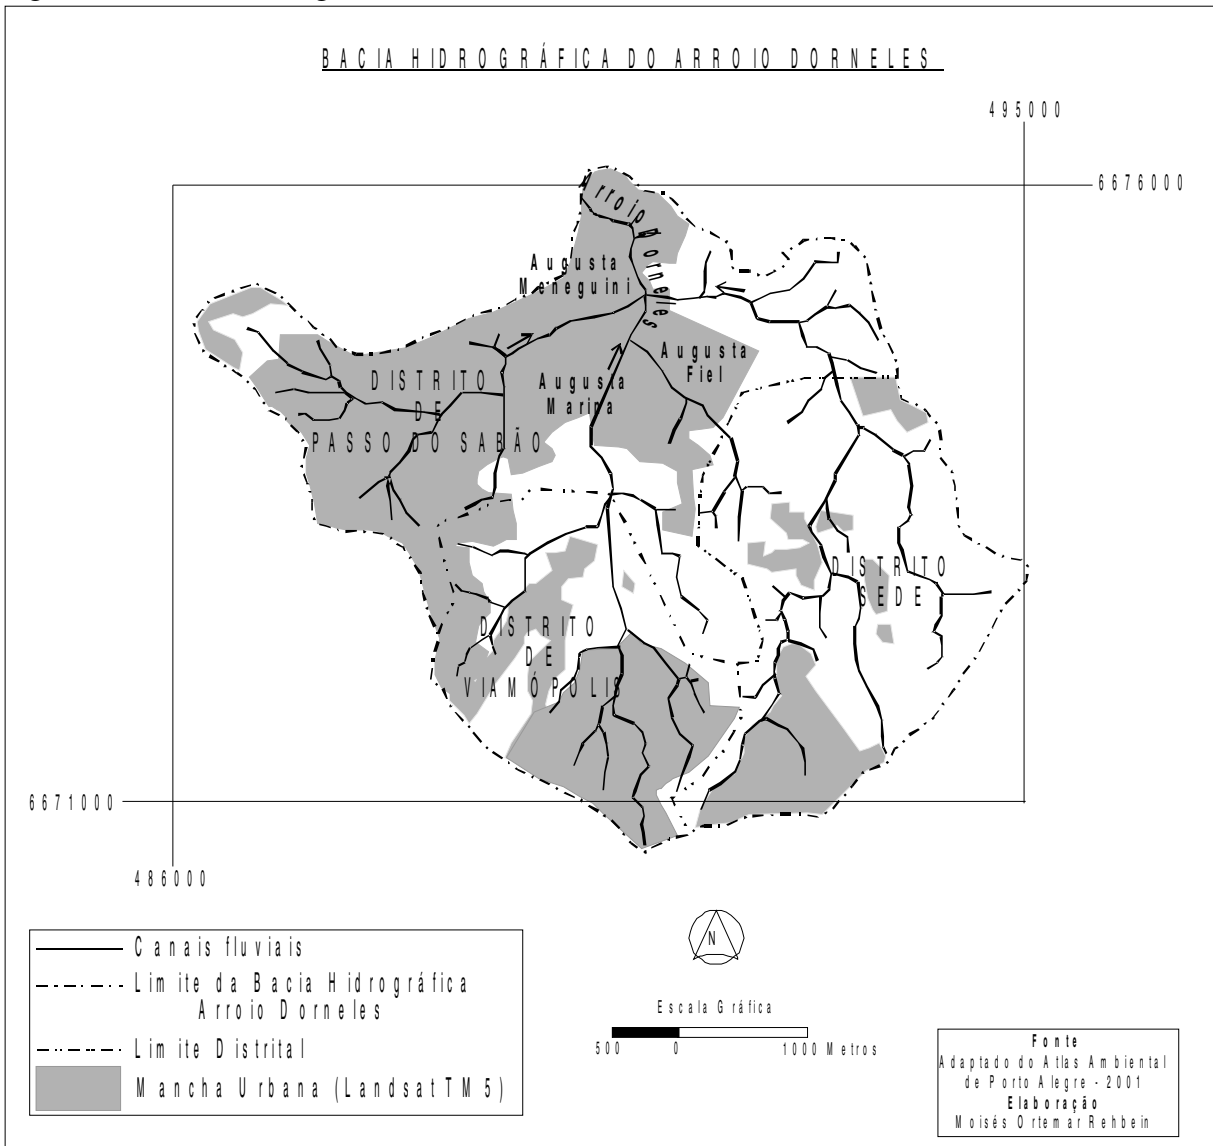 BACIA HIDROGRÁFICA DO ARROIO DORNELES
495000
6676000
Arroio Dorneles
Augusta
Meneguini
Augusta
Fiel
DISTRITO
DE
PASSO DO SABÃO
Augusta
Marina
DISTRITO
SEDE
DISTRITO
DE
VIAMÓPOLIS
6671000
486000
N
Canais fluviais
Limite da Bacia Hidrográfica
Arroio Dorneles
Limite Distrital
Mancha Urbana (Landsat TM 5)
Escala Gráfica
500 0 1000 Metros
Fonte
Adaptado do Atlas Ambiental
de Porto Alegre - 2001
Elaboração
Moisés Ortemar Rehbein